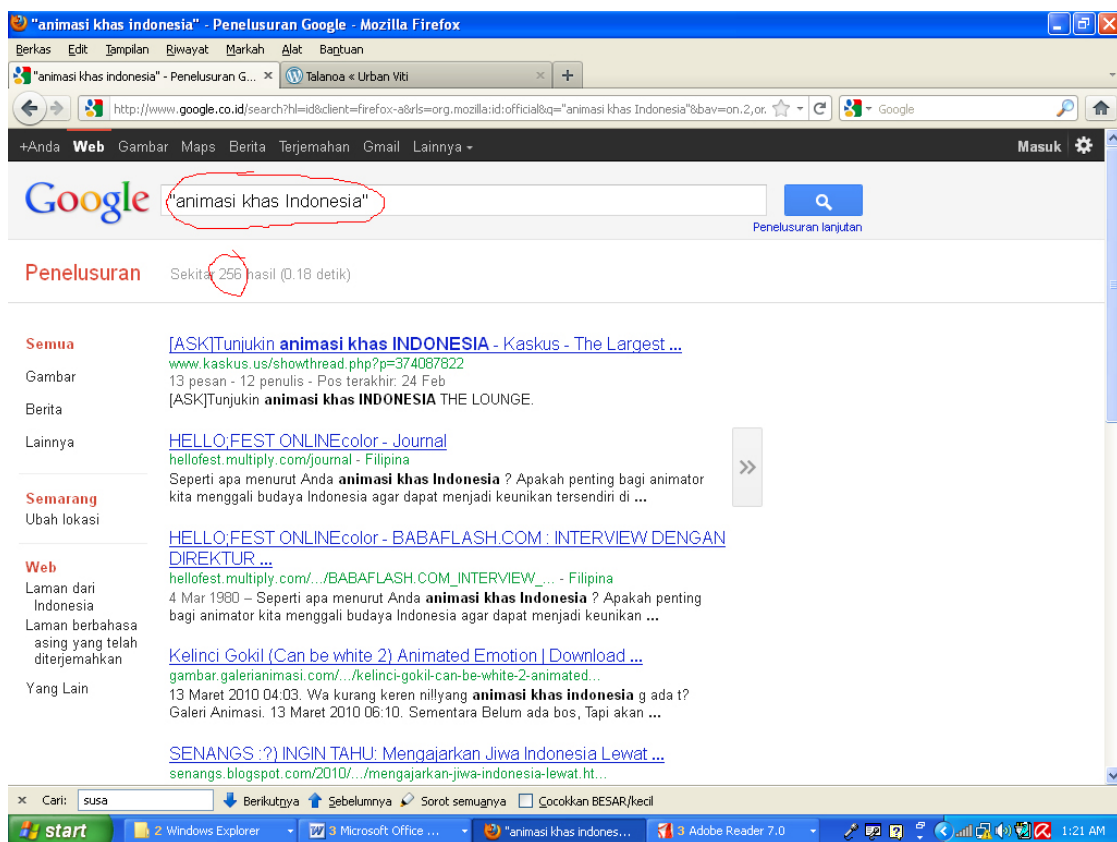 "animasi khas indonesia" - Penelusuran Google - Mozilla Firefox
Berkas Edit Tampilan Riwayat Markah Alat Bantuan
"animasi khas indonesia" - Penelusuran G... × Talanoa « Urban Viti × +
http://www.google.co.id/search?hl=id&client=firefox-a&rls=org.mozilla:id:official&q="animasi khas Indonesia"&bav=on.2,or. Google
+Anda Web Gambar Maps Berita Terjemahan Gmail Lainnya Masuk
Google "animasi khas Indonesia"
Penelusuran lanjutan
Penelusuran Sekitar 256 hasil (0.18 detik)
Semua
Gambar
Berita
Lainnya
Semarang
Ubah lokasi
Web
Laman dari
Indonesia
Laman berbahasa
asing yang telah
diterjemahkan
Yang Lain
[ASK]Tunjukin animasi khas INDONESIA - Kaskus - The Largest ...
www.kaskus.us/showthread.php?p=374087822
13 pesan - 12 penulis - Pos terakhir: 24 Feb
[ASK]Tunjukin animasi khas INDONESIA THE LOUNGE.
HELLO;FEST ONLINEcolor - Journal
hellofest.multiply.com/journal - Filipina
Seperti apa menurut Anda animasi khas Indonesia ? Apakah penting bagi animator
kita menggali budaya Indonesia agar dapat menjadi keunikan tersendiri di ...
HELLO;FEST ONLINEcolor - BABAFLASH.COM : INTERVIEW DENGAN
DIREKTUR ...
hellofest.multiply.com/.../BABAFLASH.COM_INTERVIEW_... - Filipina
4 Mar 1980 – Seperti apa menurut Anda animasi khas Indonesia ? Apakah penting
bagi animator kita menggali budaya Indonesia agar dapat menjadi keunikan ...
Kelinci Gokil (Can be white 2) Animated Emotion | Download ...
gambar.galerianimasi.com/.../kelinci-gokil-can-be-white-2-animated...
13 Maret 2010 04:03. Wa kurang keren ni!!yang animasi khas indonesia g ada t?
Galeri Animasi. 13 Maret 2010 06:10. Sementara Belum ada bos, Tapi akan ...
SENANGS :?) INGIN TAHU: Mengajarkan Jiwa Indonesia Lewat ...
senangs.blogspot.com/2010/.../mengajarkan-jiwa-indonesia-lewat.ht...
× Cari: susa Berikutnya Sebelumnya Sorot semuanya Cocokkan BESAR/kecil
start 2 Windows Explorer 3 Microsoft Office ... "animasi khas indones... 3 Adobe Reader 7.0 1:21 AM